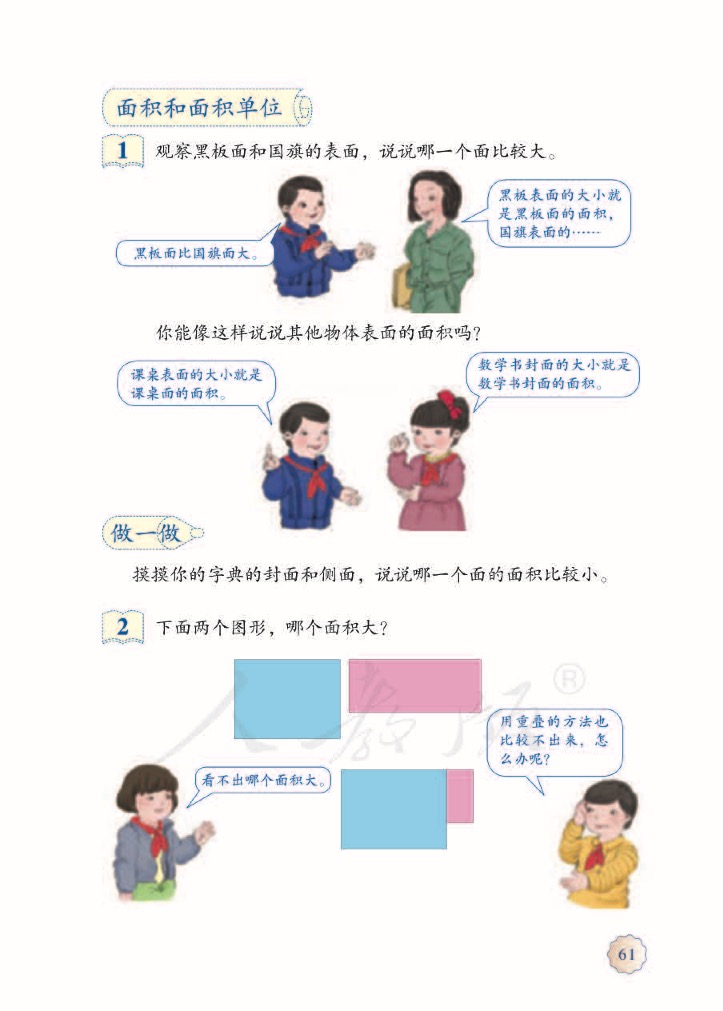 面积和面积单位
1 观察黑板面和国旗的表面，说说哪一个面比较大。
黑板面比国旗面大。
黑板表面的大小就
是黑板面的面积，
国旗表面的……
你能像这样说说其他物体表面的面积吗？
课桌表面的大小就是
课桌面的面积。
数学书封面的大小就是
数学书封面的面积。
做一做
摸摸你的字典的封面和侧面，说说哪一个面的面积比较小。
2 下面两个图形，哪个面积大？
人教版®
看不出哪个面积大。
用重叠的方法也
比较不出来，怎
么办呢？
61